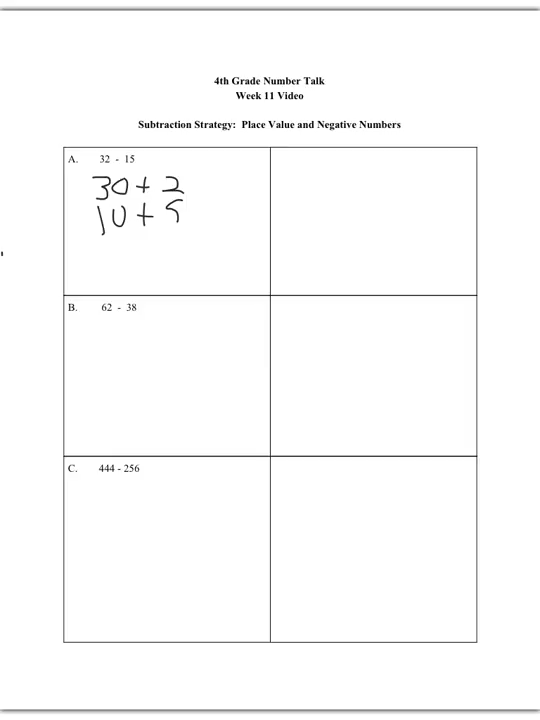 4th Grade Number Talk
Week 11 Video
Subtraction Strategy: Place Value and Negative Numbers
A. 32 - 15
30 + 2
10 + 5
B. 62 - 38
C. 444 - 256